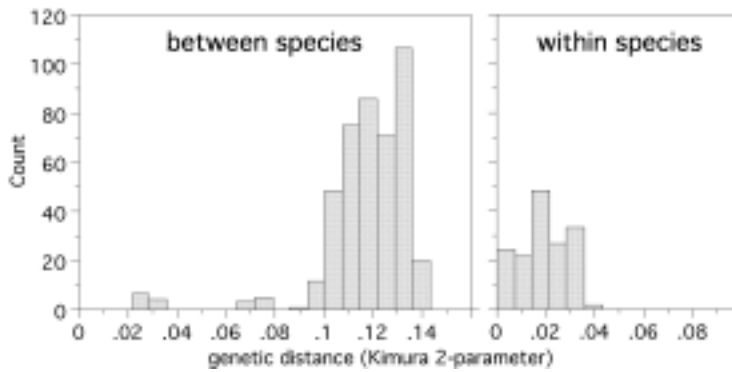 between species
within species
120
100
80
60
40
20
0
Count
0 .02 .04 .06 .08 .1 .12 .14
0 .02 .04 .06 .08
genetic distance (Kimura 2-parameter)